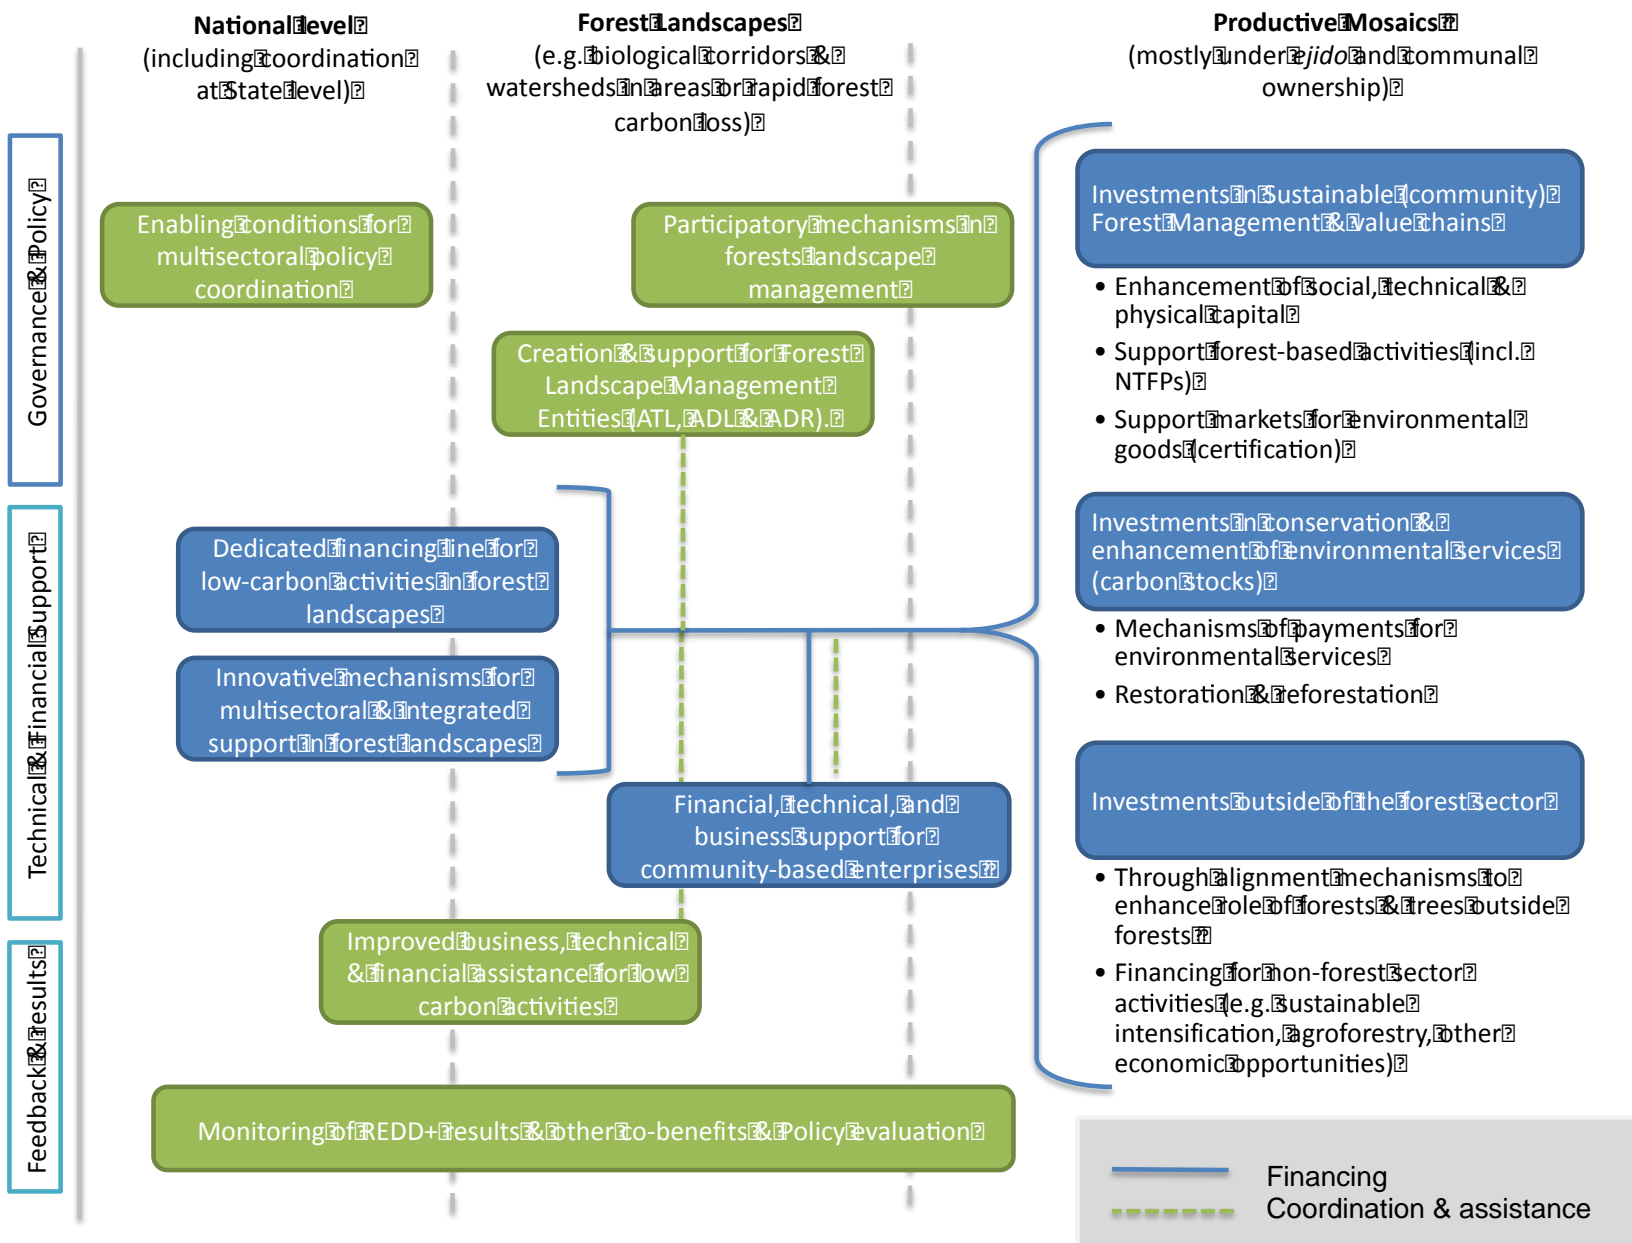 National level
(including coordination
at State level)
Forest Landscapes
(e.g. biological corridors &
watersheds in areas or rapid forest
carbon loss)
Productive Mosaics
(mostly under ejido and communal
ownership)
Governance & Policy
Technical & Financial Support
Feedback & results
Enabling conditions for
multisectoral policy
coordination
Participatory mechanisms in
forests landscape
management
Creation & support for Forest
Landscape Management
Entities (ATL, ADL & ADR).
Dedicated financing line for
low-carbon activities in forest
landscapes
Innovative mechanisms for
multisectoral & integrated
support in forest landscapes
Financial, technical, and
business support for
community-based enterprises
Improved business, technical
& financial assistance for low
carbon activities
Monitoring of REDD+ results & other co-benefits & Policy evaluation
Investments in Sustainable (community)
Forest Management & value chains
• Enhancement of social, technical &
physical capital
• Support forest-based activities (incl.
NTFPs)
• Support markets for environmental
goods (certification)
Investments in conservation &
enhancement of environmental services
(carbon stocks)
• Mechanisms of payments for
environmental services
• Restoration & reforestation
Investments outside of the forest sector
• Through alignment mechanisms to
enhance role of forests & trees outside
forests
• Financing for non-forest sector
activities (e.g. sustainable
intensification, agroforestry, other
economic opportunities)
Financing
Coordination & assistance